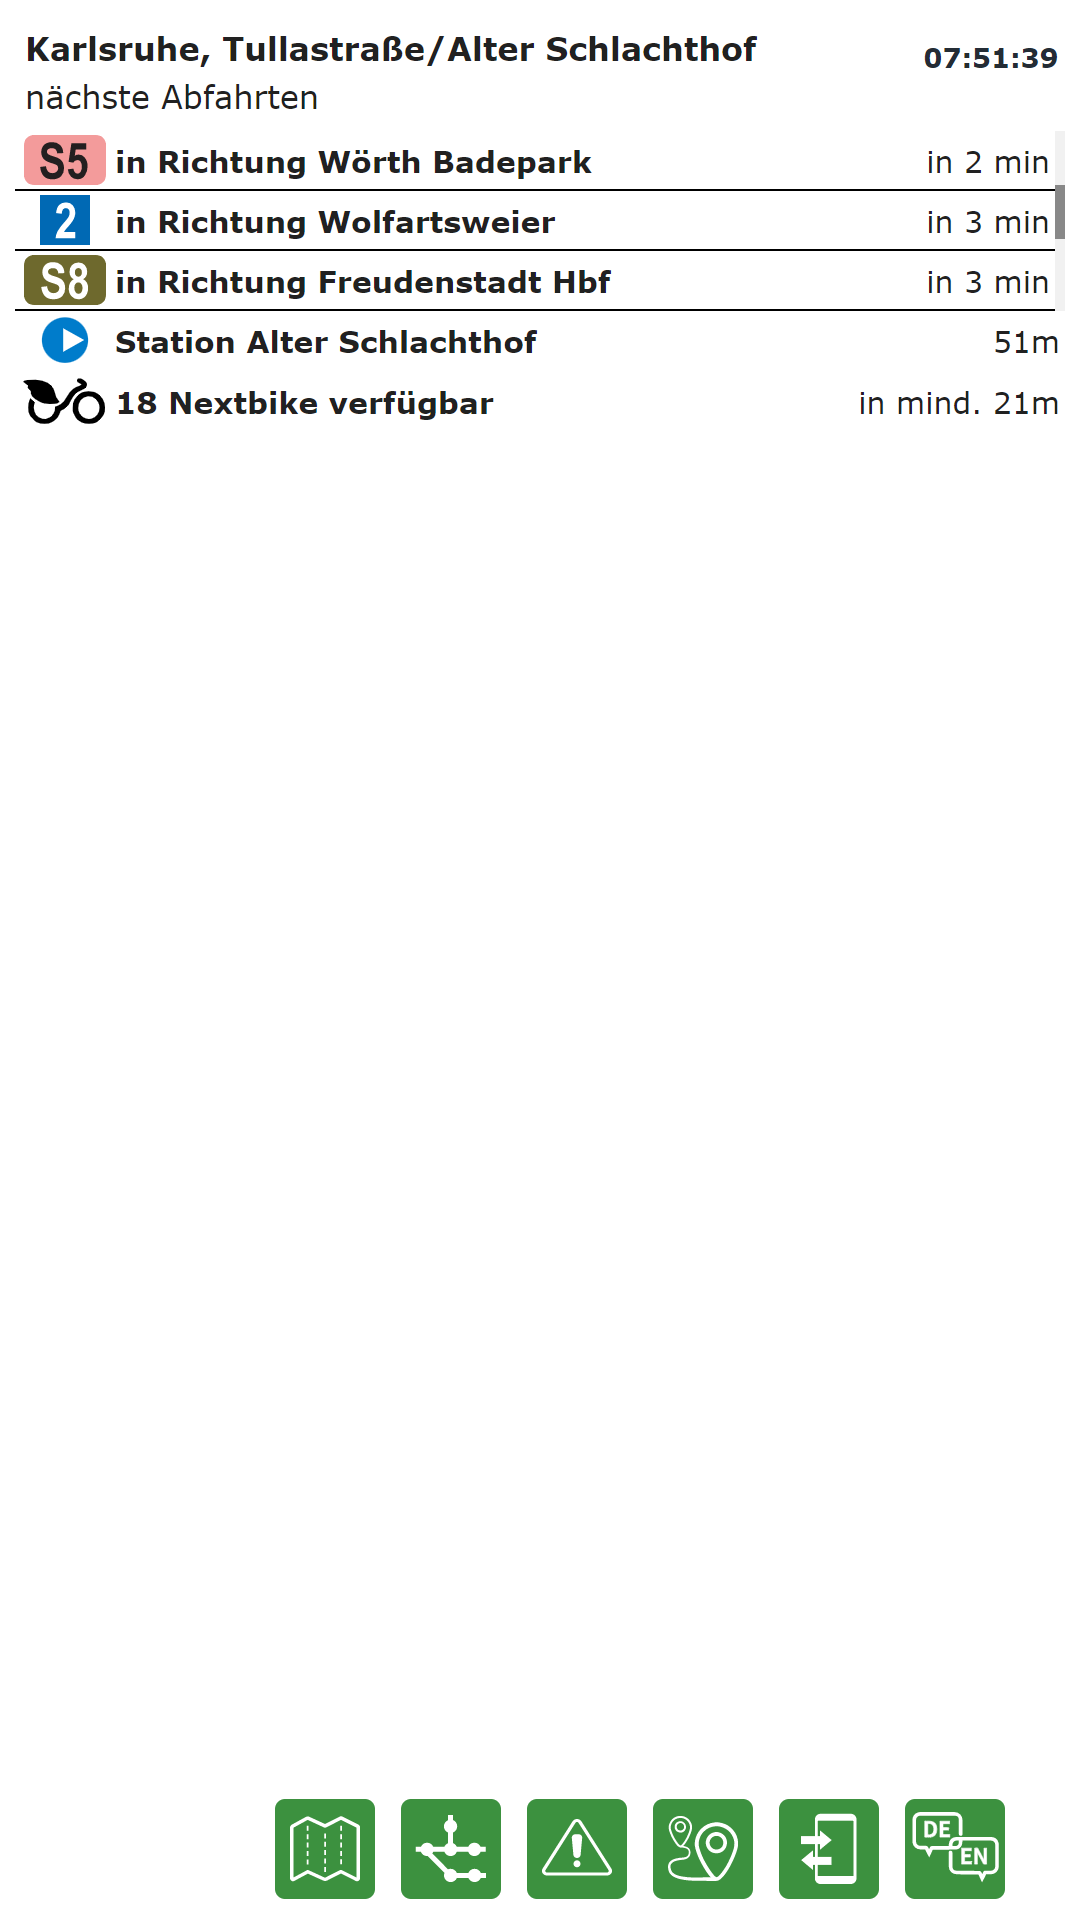 Karlsruhe, Tullastraße/Alter Schlachthof 07:51:39
nächste Abfahrten
S5 in Richtung Wörth Badepark in 2 min
2 in Richtung Wolfartsweier in 3 min
S8 in Richtung Freudenstadt Hbf in 3 min
Station Alter Schlachthof 51m
18 Nextbike verfügbar in mind. 21m
DE
EN